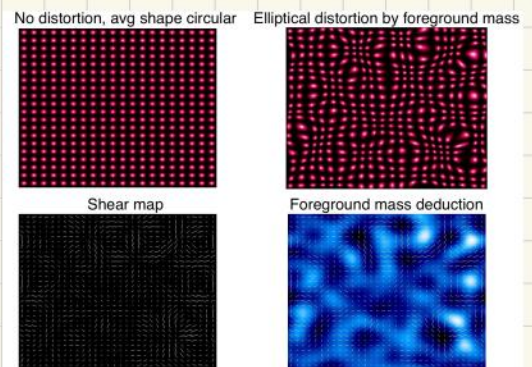 No distortion, avg shape circular
Elliptical distortion by foreground mass
Shear map
Foreground mass deduction